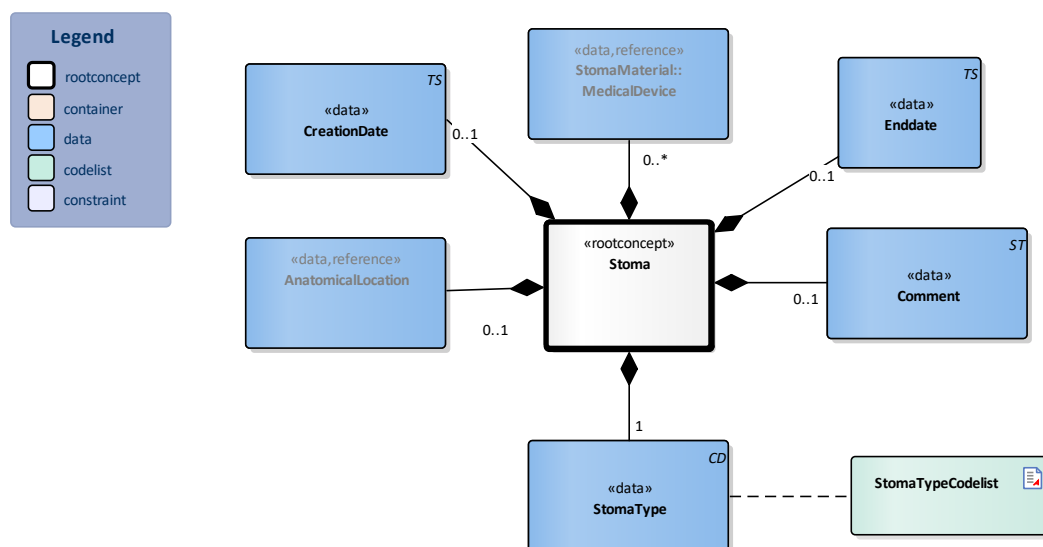 Legend
rootconcept
container
data
codelist
constraint
TS
«data»
CreationDate
0..1
«data,reference»
StomaMaterial::
MedicalDevice
0..*
TS
«data»
Enddate
0..1
«data,reference»
AnatomicalLocation
0..1
«rootconcept»
Stoma
ST
«data»
Comment
0..1
1
CD
«data»
StomaType
StomaTypeCodelist